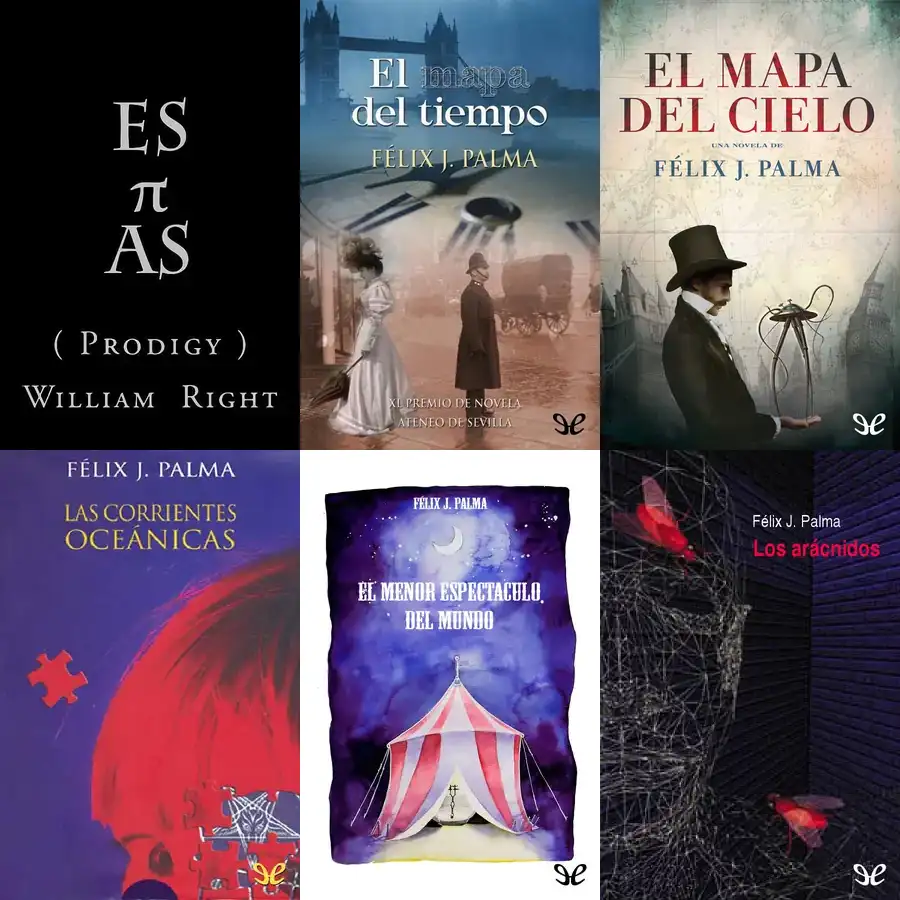 ES
π
AS
( PRODIGY )
WILLIAM RIGHT
El mapa
del tiempo
FÉLIX J. PALMA
XL PREMIO DE NOVELA
ATENEO DE SEVILLA
EL MAPA
DEL CIELO
UNA NOVELA DE
FÉLIX J. PALMA
FÉLIX J. PALMA
LAS CORRIENTES
OCEÁNICAS
FÉLIX J. PALMA
EL MENOR ESPECTACULO
DEL MUNDO
Félix J. Palma
Los arácnidos